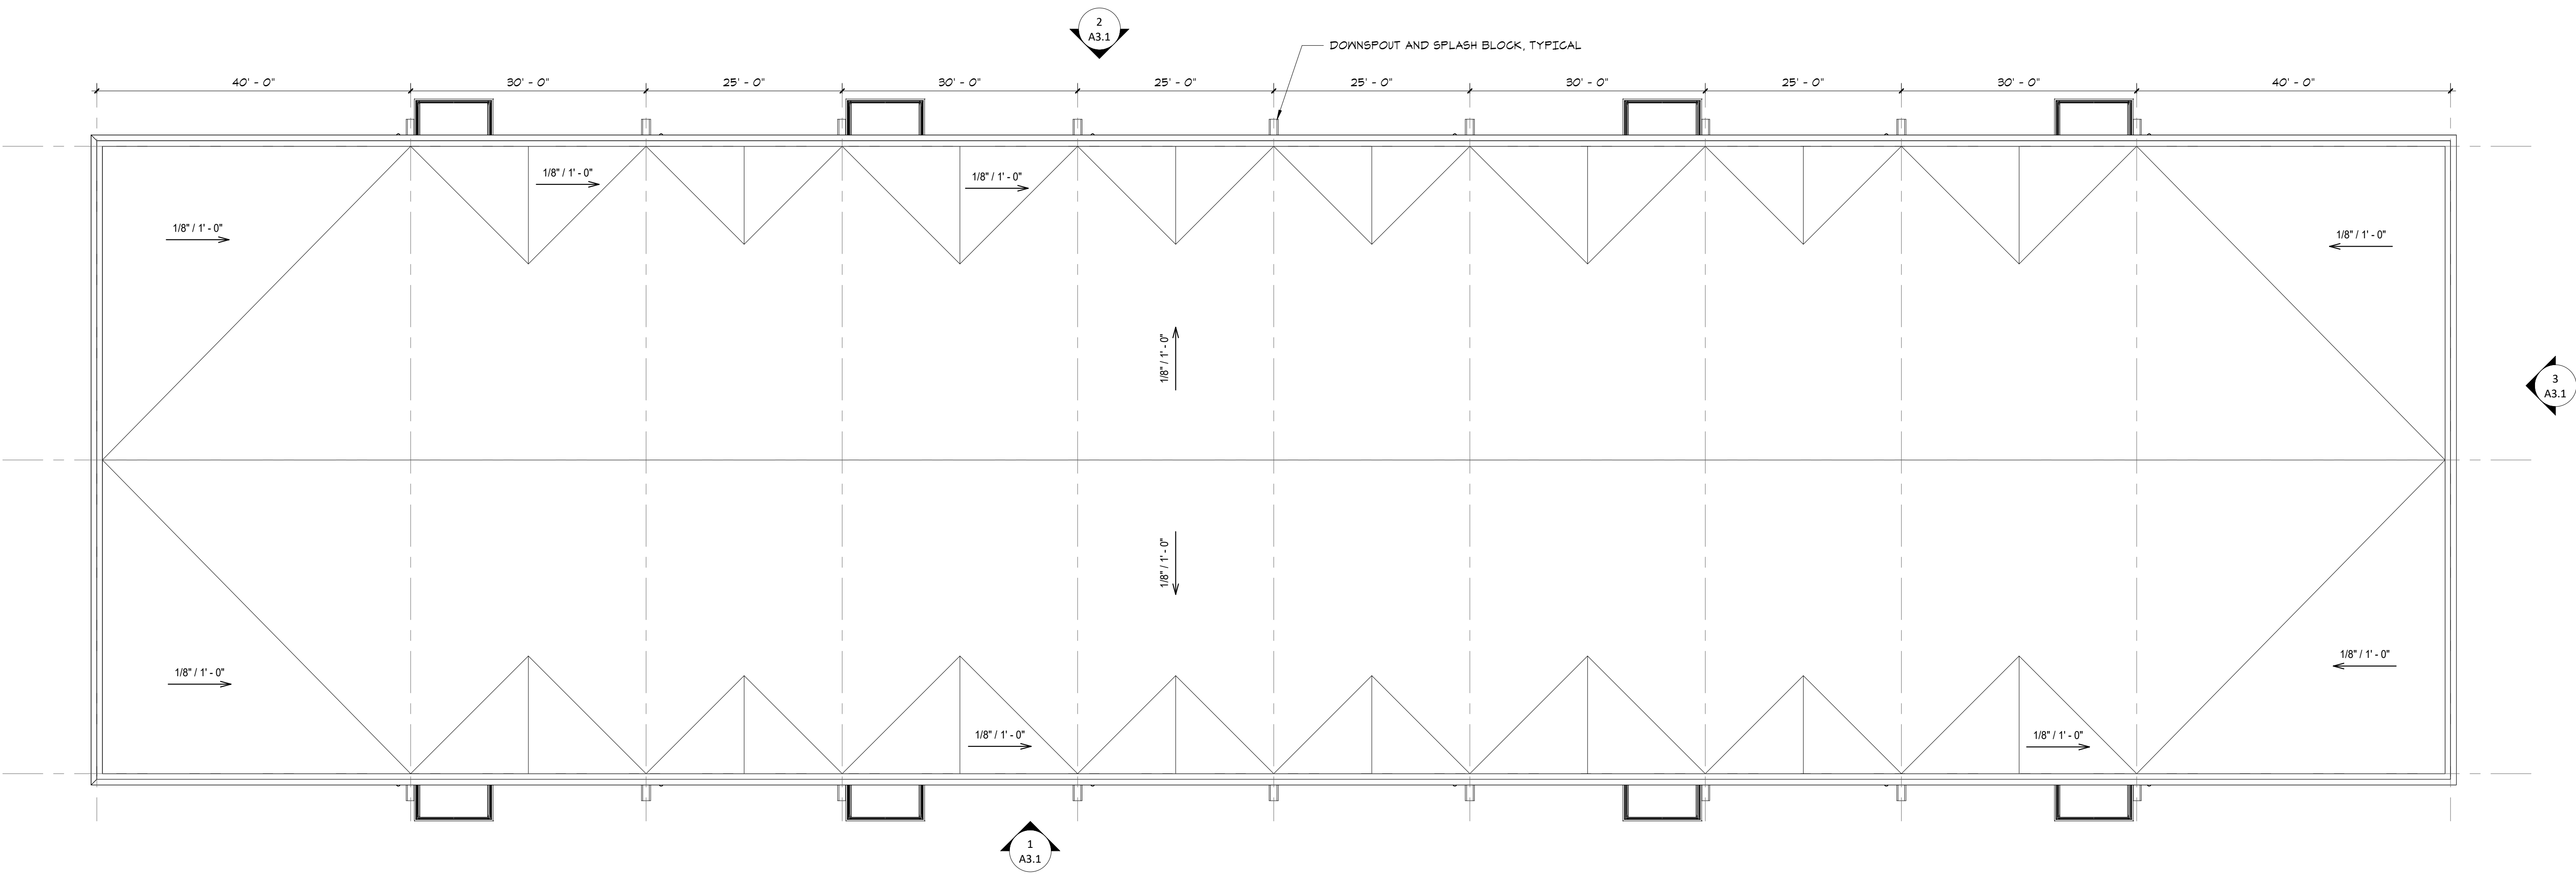 2
A3.1
DOWNSPOUT AND SPLASH BLOCK, TYPICAL
40' - 0"
30' - 0"
25' - 0"
30' - 0"
25' - 0"
25' - 0"
30' - 0"
25' - 0"
30' - 0"
40' - 0"
1/8" / 1' - 0"
1/8" / 1' - 0"
1/8" / 1' - 0"
1/8" / 1' - 0"
1/8" / 1' - 0"
3
A3.1
1/8" / 1' - 0"
1/8" / 1' - 0"
1/8" / 1' - 0"
1/8" / 1' - 0"
1/8" / 1' - 0"
1/8" / 1' - 0"
1
A3.1